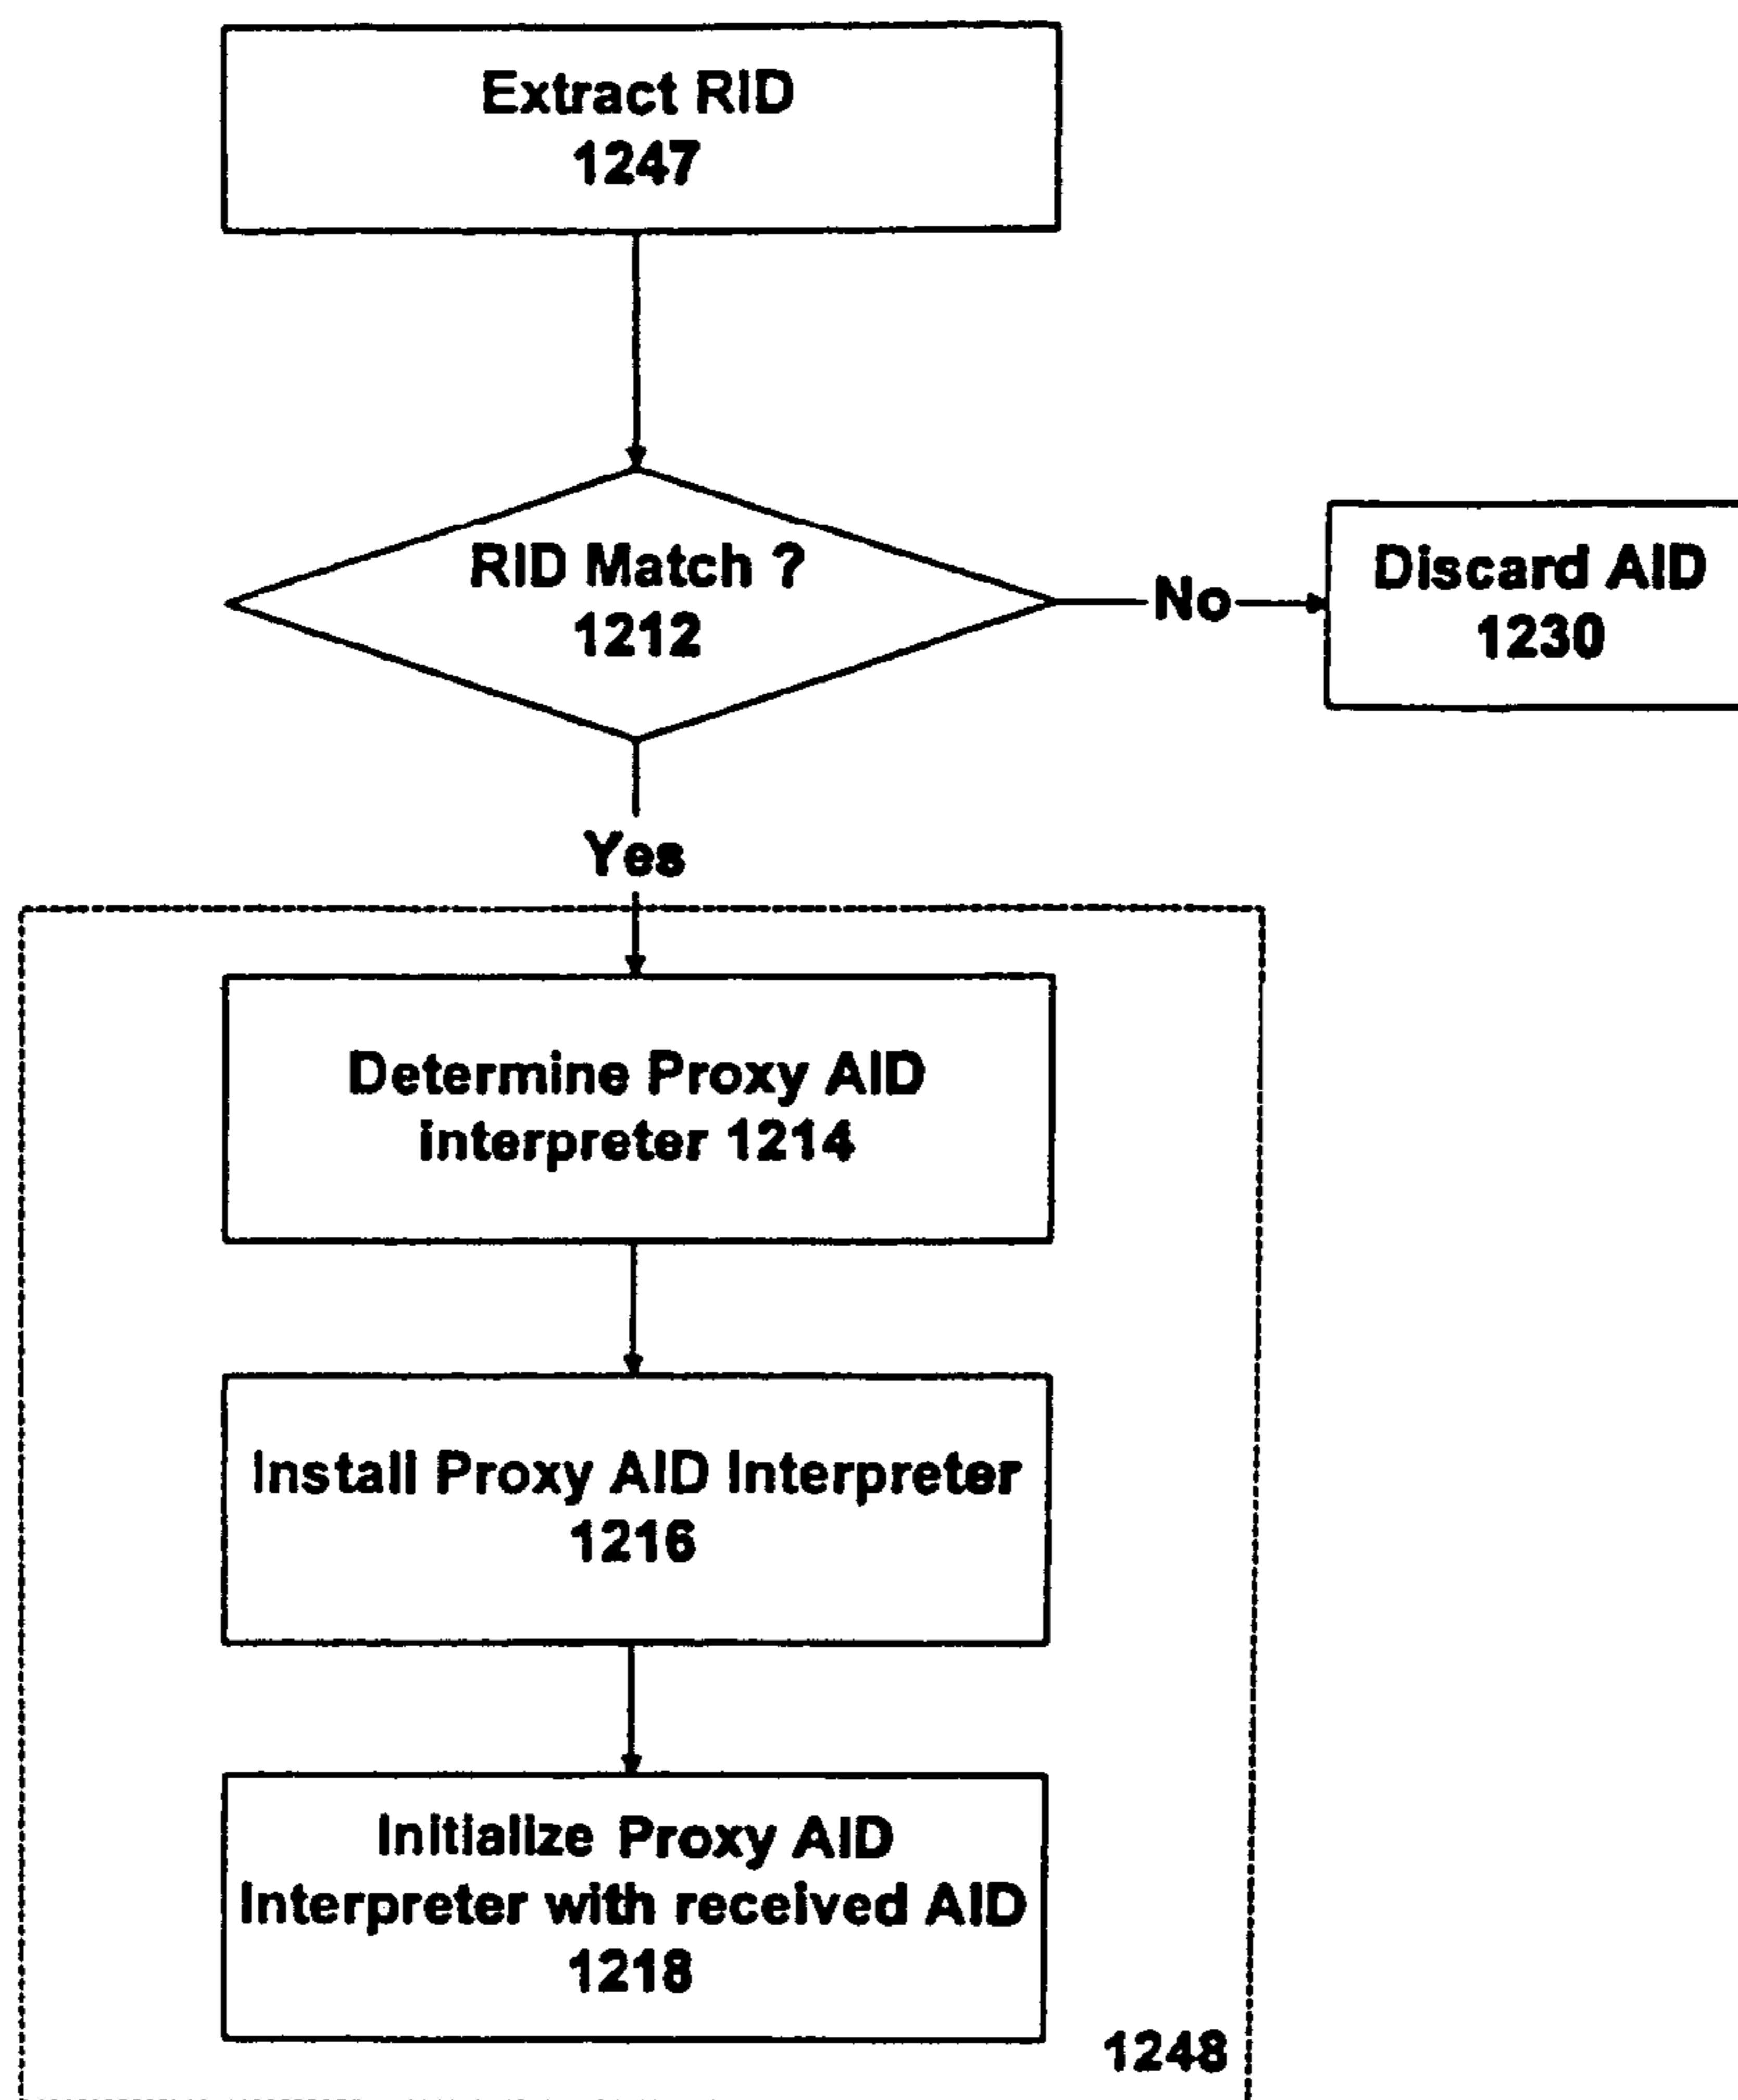 Extract RID
1247
RID Match ?
1212
No
Discard AID
1230
Yes
Determine Proxy AID
interpreter 1214
Install Proxy AID Interpreter
1216
Initialize Proxy AID
Interpreter with received AID
1218
1248